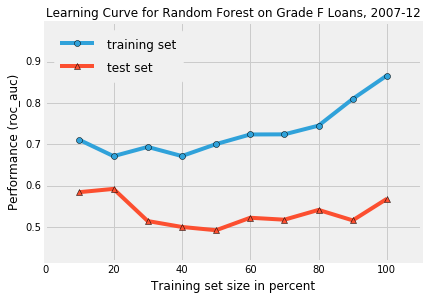 Learning Curve for Random Forest on Grade F Loans, 2007-12
training set
test set
0.9
0.8
0.7
0.6
0.5
Performance (roc_auc)
0 20 40 60 80 100
Training set size in percent